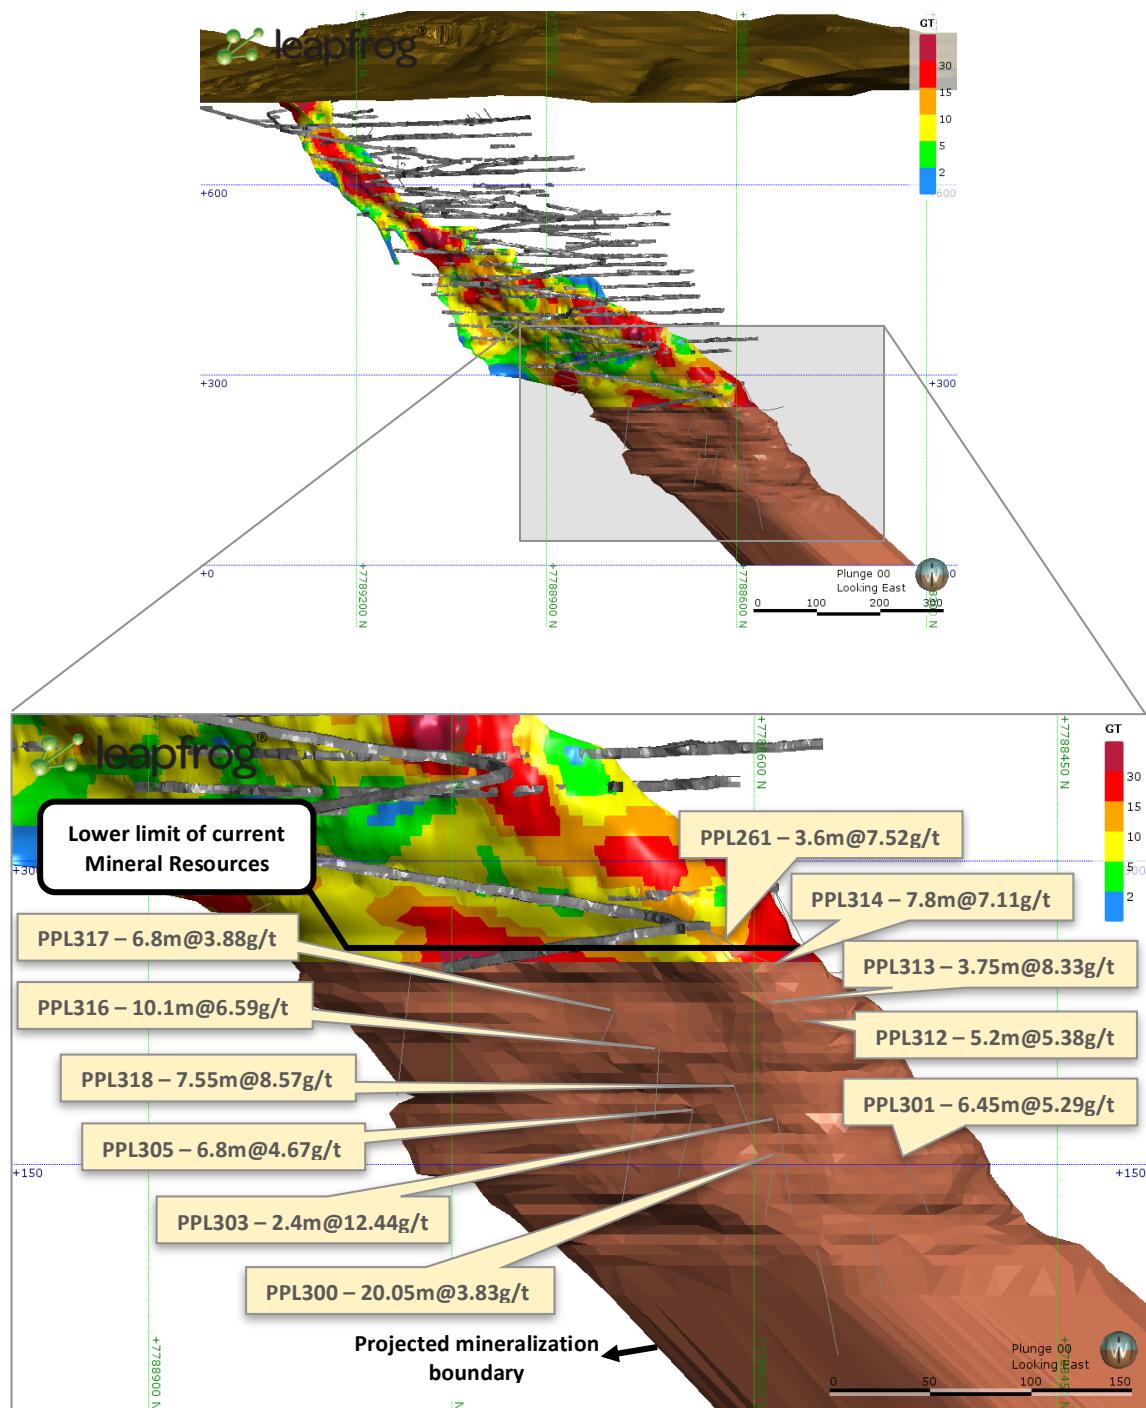 leapfrog®
GT
30
15
10
5
2
+600
+600
+300
+300
+0
+7789200 N
+7788900 N
+7788600 N
Plunge 00
Looking East
0 100 200 300
leapfrog®
GT
30
15
10
5
2
+7788600 N
+7788450 N
Lower limit of current
Mineral Resources
PPL261 – 3.6m@7.52g/t
PPL314 – 7.8m@7.11g/t
PPL317 – 6.8m@3.88g/t
PPL313 – 3.75m@8.33g/t
PPL316 – 10.1m@6.59g/t
PPL312 – 5.2m@5.38g/t
PPL318 – 7.55m@8.57g/t
PPL301 – 6.45m@5.29g/t
PPL305 – 6.8m@4.67g/t
+150
+150
PPL303 – 2.4m@12.44g/t
PPL300 – 20.05m@3.83g/t
Projected mineralization
boundary
+7788900 N
Plunge 00
Looking East
0 50 100 150